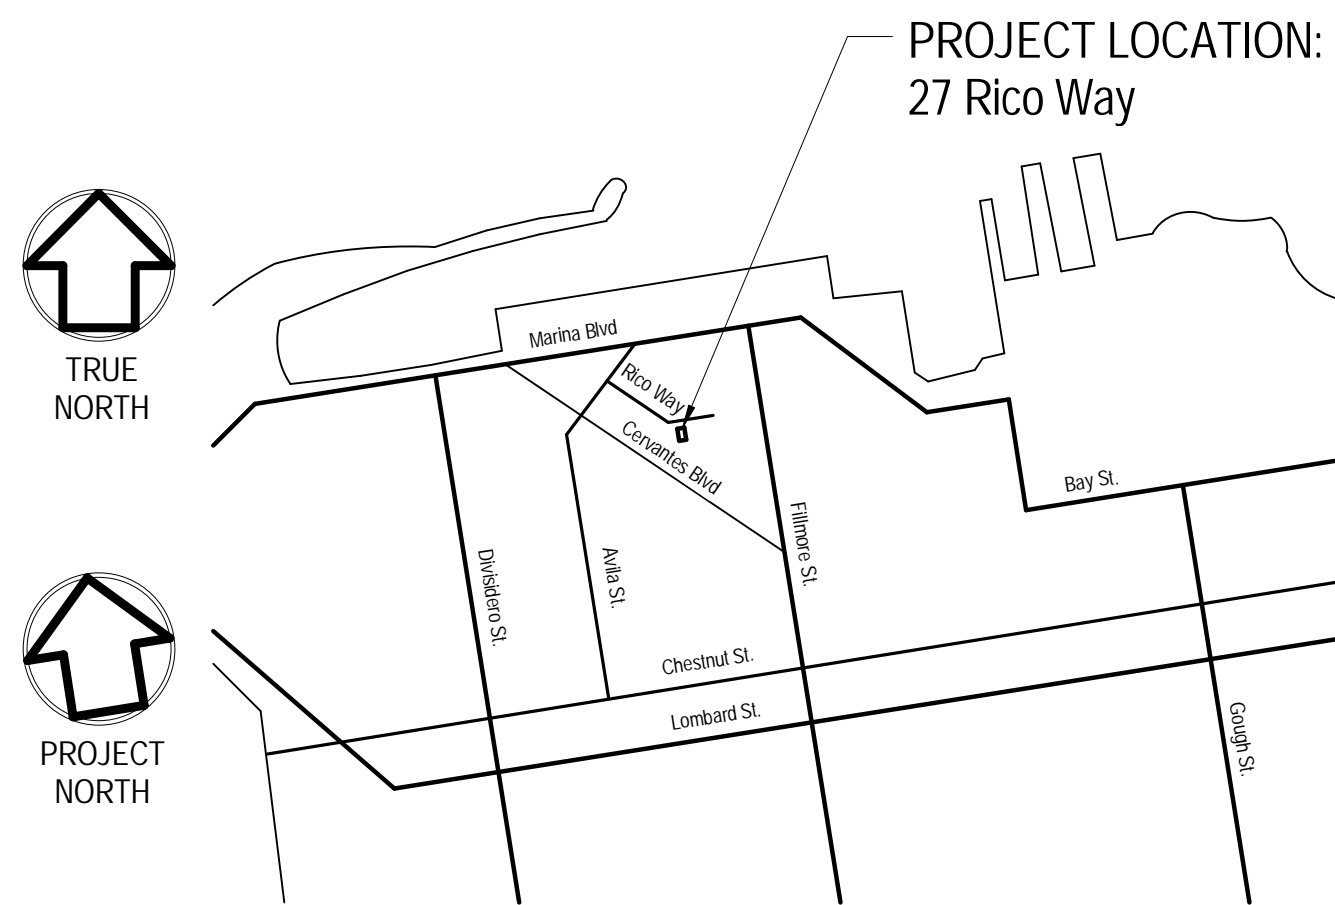 PROJECT LOCATION:
27 Rico Way
TRUE
NORTH
Marina Blvd
Rico Way
Cervantes Blvd
Bay St.
Fillmore St.
Divisidero St.
Avila St.
Chestnut St.
Lombard St.
Gough St.
PROJECT
NORTH